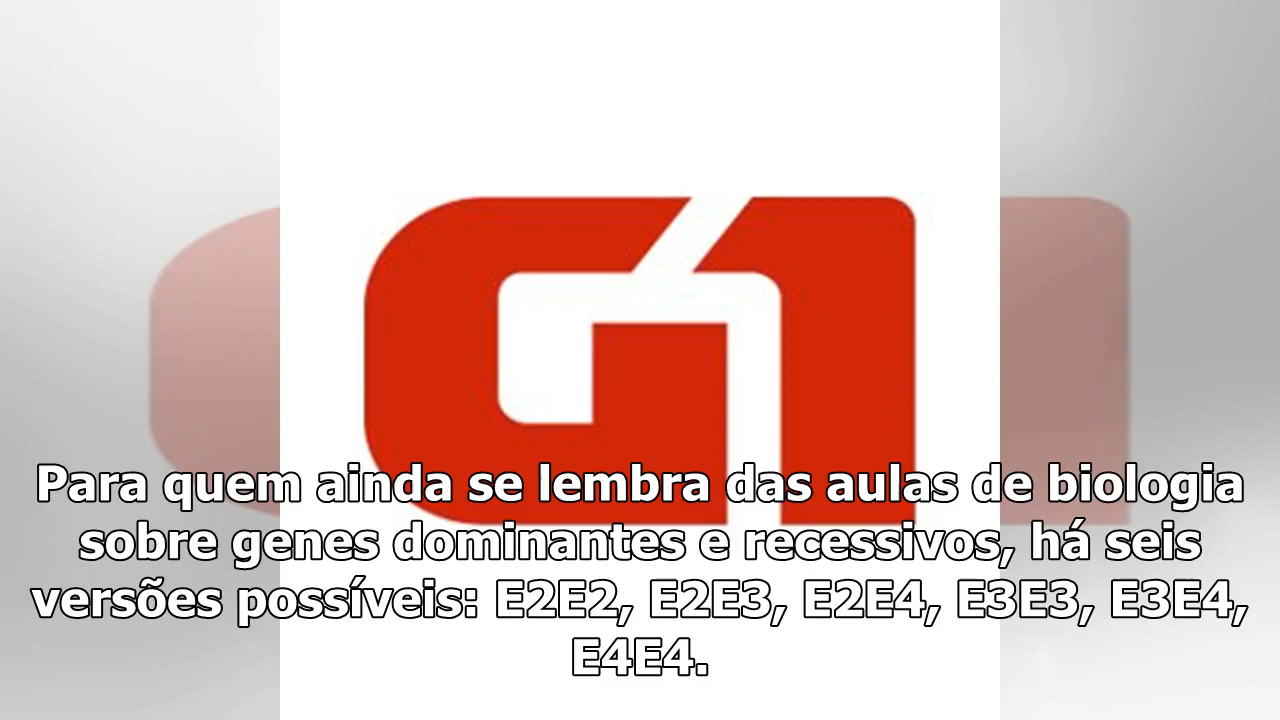 G1
Para quem ainda se lembra das aulas de biologia
sobre genes dominantes e recessivos, há seis
versões possíveis: E2E2, E2E3, E2E4, E3E3, E3E4,
E4E4.